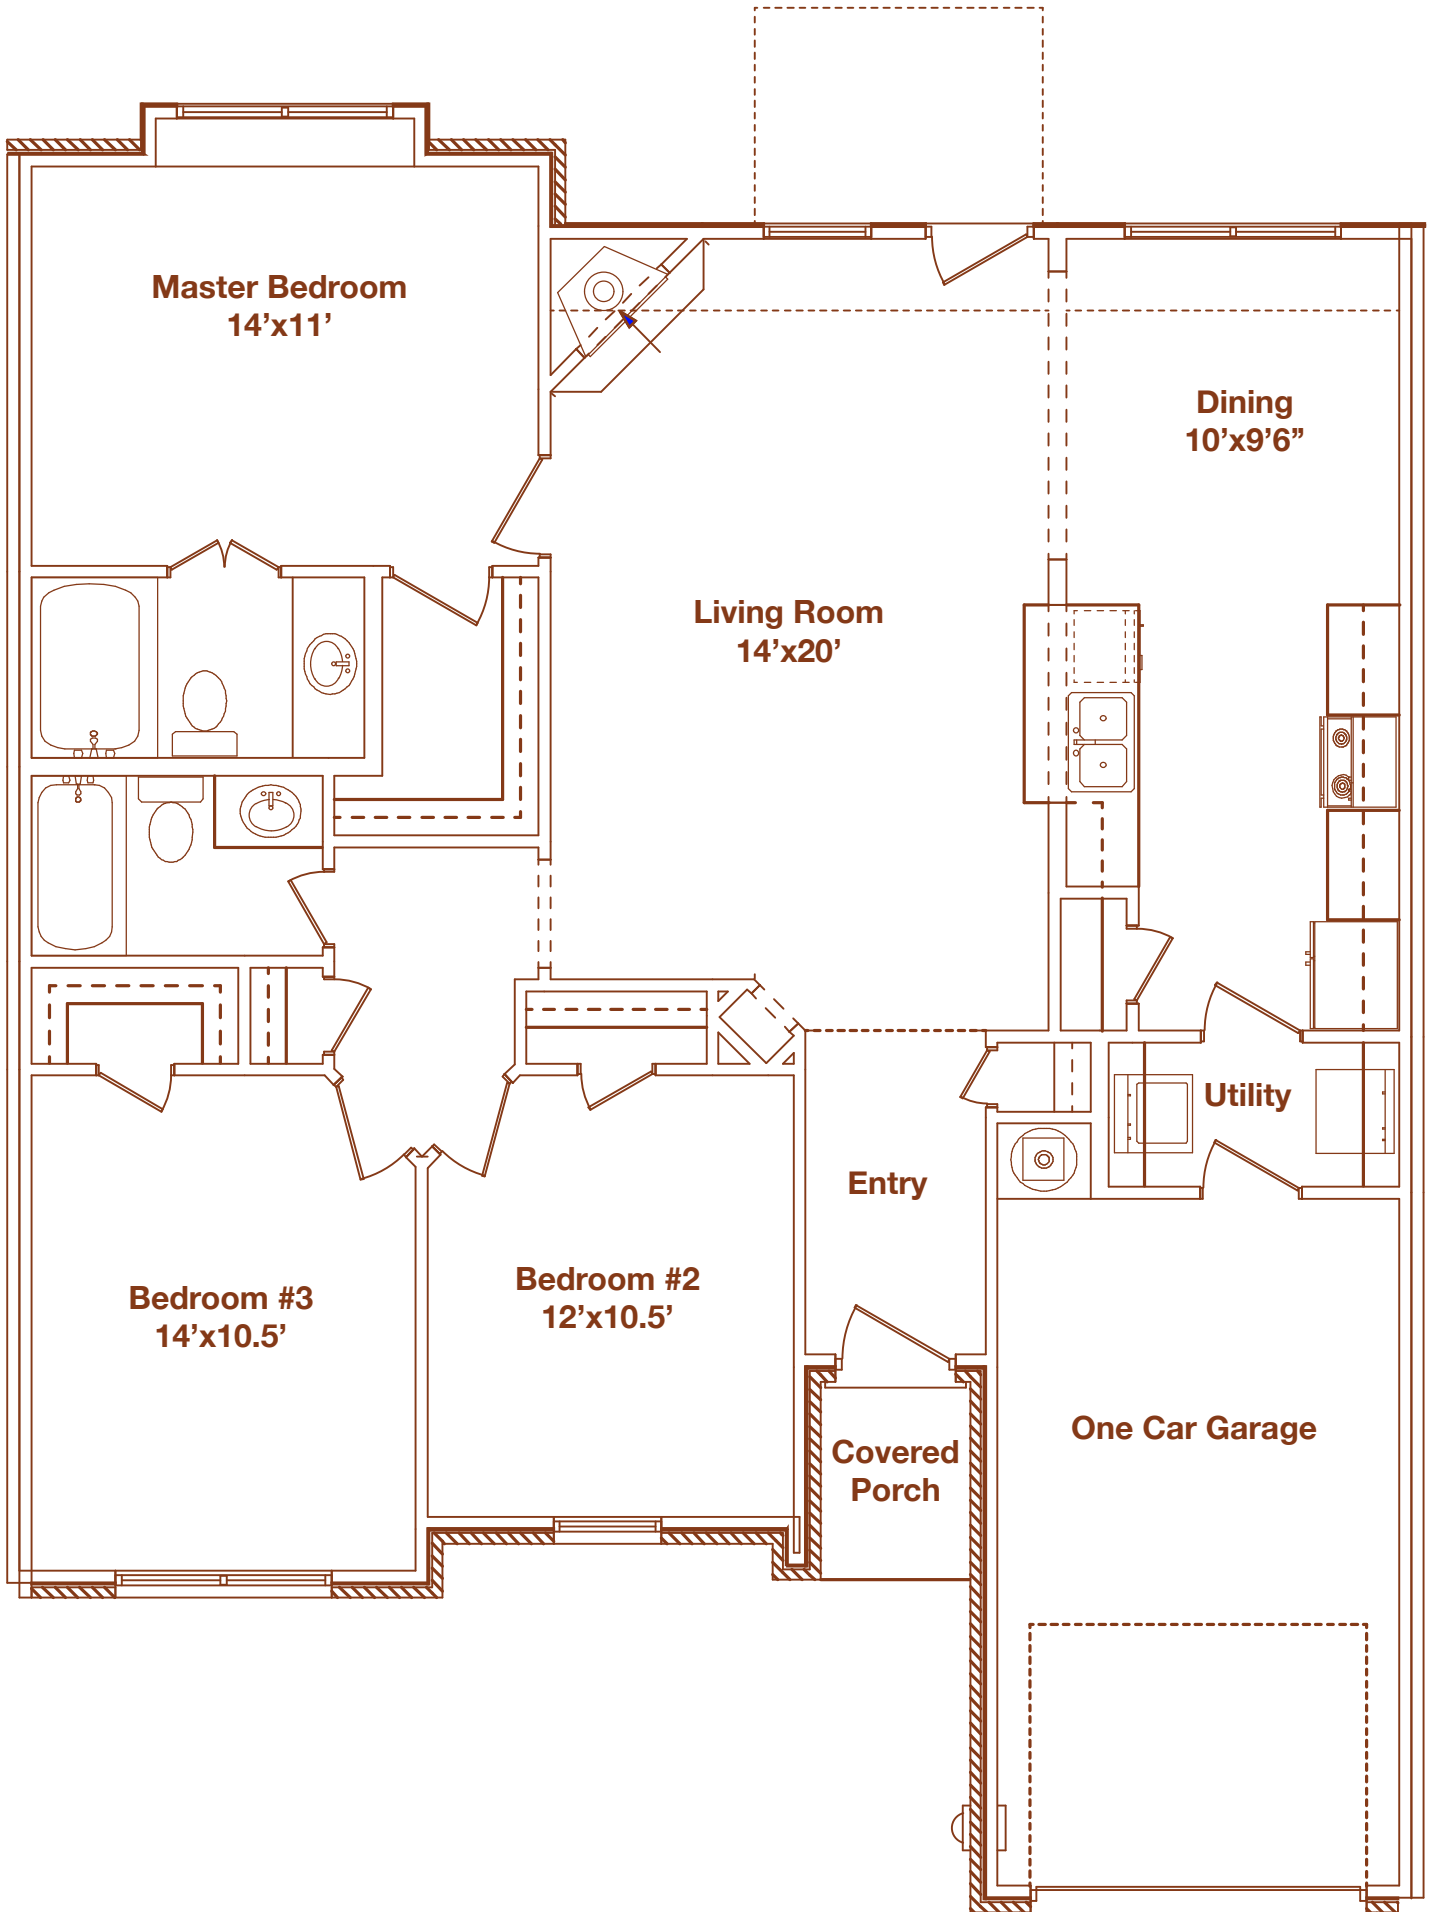 Master Bedroom
14’x11’
Dining
10’x9’6”
Living Room
14’x20’
Utility
Entry
Bedroom #2
12’x10.5’
Bedroom #3
14’x10.5’
One Car Garage
Covered
Porch